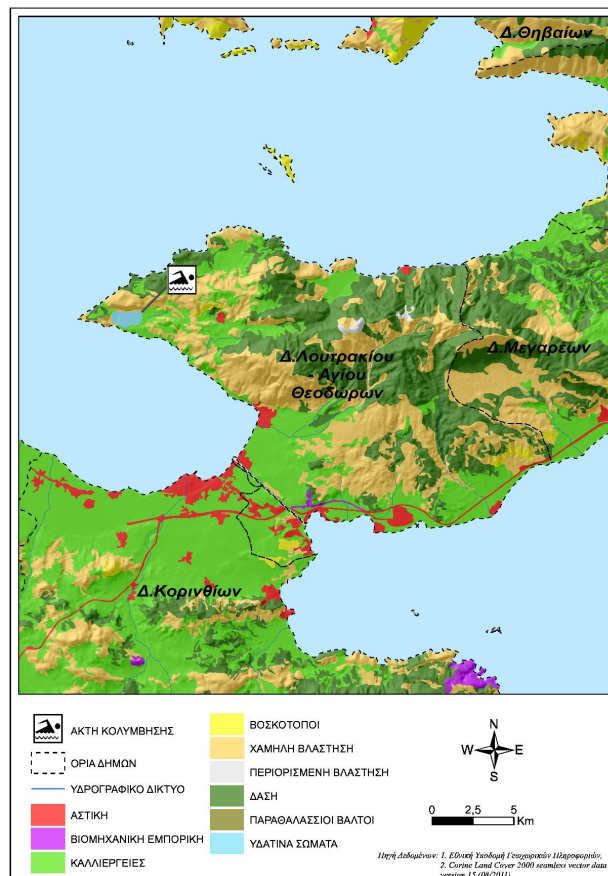 Δ.Θηβαίων
Δ.Λουτρακίου
- Αγίου
Θεοδωρών
Δ.Μεγαρέων
Δ.Κορινθίων
ΑΚΤΗ ΚΟΛΥΜΒΗΣΗΣ
ΟΡΙΑ ΔΗΜΩΝ
ΥΔΡΟΓΡΑΦΙΚΟ ΔΙΚΤΥΟ
ΑΣΤΙΚΗ
ΒΙΟΜΗΧΑΝΙΚΗ ΕΜΠΟΡΙΚΗ
ΚΑΛΛΙΕΡΓΕΙΕΣ
ΒΟΣΚΟΤΟΠΟΙ
ΧΑΜΗΛΗ ΒΛΑΣΤΗΣΗ
ΠΕΡΙΟΡΙΣΜΕΝΗ ΒΛΑΣΤΗΣΗ
ΔΑΣΗ
ΠΑΡΑΘΑΛΑΣΣΙΟΙ ΒΑΛΤΟΙ
ΥΔΑΤΙΝΑ ΣΩΜΑΤΑ
N
W E
S
0 2,5 5
Km
Πηγή Δεδομένων: 1. Εθνική Υποδομή Γεωχωρικών Πληροφοριών,
2. Corine Land Cover 2000 seamless vector data
version 15 (08/2011)